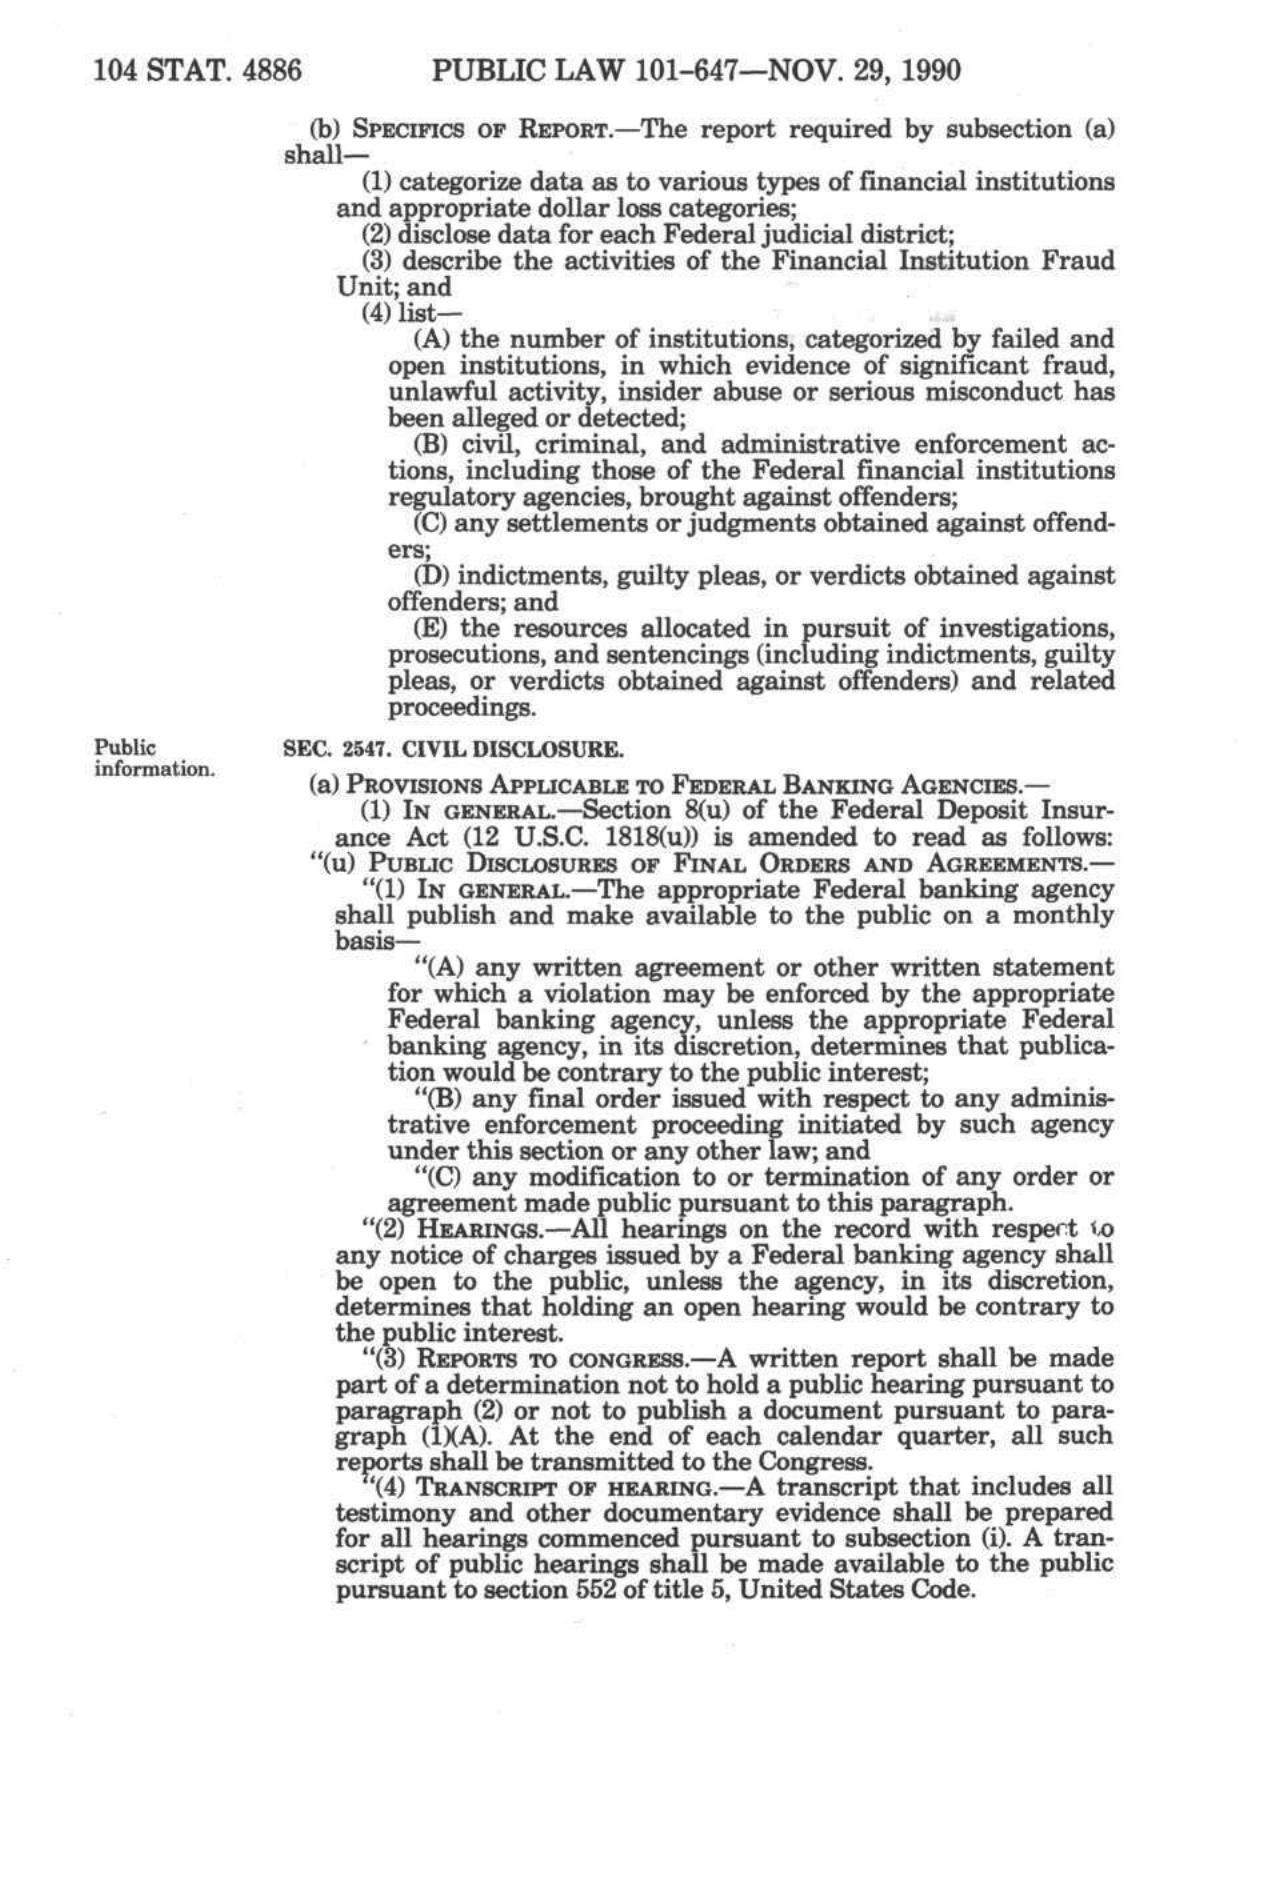 104 STAT. 4886 PUBLIC LAW 101-647—NOV. 29, 1990
(b) SPECIFICS OF REPORT.—The report required by subsection (a)
shall—
(1) categorize data as to various types of financial institutions
and appropriate dollar loss categories;
(2) disclose data for each Federal judicial district;
(3) describe the activities of the Financial Institution Fraud
Unit; and
(4) list—
(A) the number of institutions, categorized by failed and
open institutions, in which evidence of significant fraud,
unlawful activity, insider abuse or serious misconduct has
been alleged or detected;
(B) civil, criminal, and administrative enforcement ac-
tions, including those of the Federal financial institutions
regulatory agencies, brought against offenders;
(C) any settlements or judgments obtained against offend-
ers;
(D) indictments, guilty pleas, or verdicts obtained against
offenders; and
(E) the resources allocated in pursuit of investigations,
prosecutions, and sentencings (including indictments, guilty
pleas, or verdicts obtained against offenders) and related
proceedings.
Public
information.
SEC. 2547. CIVIL DISCLOSURE.
(a) PROVISIONS APPLICABLE TO FEDERAL BANKING AGENCIES.—
(1) IN GENERAL.—Section 8(u) of the Federal Deposit Insur-
ance Act (12 U.S.C. 1818(u)) is amended to read as follows:
“(u) PUBLIC DISCLOSURES OF FINAL ORDERS AND AGREEMENTS.—
“(1) IN GENERAL.—The appropriate Federal banking agency
shall publish and make available to the public on a monthly
basis—
“(A) any written agreement or other written statement
for which a violation may be enforced by the appropriate
Federal banking agency, unless the appropriate Federal
banking agency, in its discretion, determines that publica-
tion would be contrary to the public interest;
“(B) any final order issued with respect to any adminis-
trative enforcement proceeding initiated by such agency
under this section or any other law; and
“(C) any modification to or termination of any order or
agreement made public pursuant to this paragraph.
“(2) HEARINGS.—All hearings on the record with respect to
any notice of charges issued by a Federal banking agency shall
be open to the public, unless the agency, in its discretion,
determines that holding an open hearing would be contrary to
the public interest.
“(3) REPORTS TO CONGRESS.—A written report shall be made
part of a determination not to hold a public hearing pursuant to
paragraph (2) or not to publish a document pursuant to para-
graph (1)(A). At the end of each calendar quarter, all such
reports shall be transmitted to the Congress.
“(4) TRANSCRIPT OF HEARING.—A transcript that includes all
testimony and other documentary evidence shall be prepared
for all hearings commenced pursuant to subsection (i). A tran-
script of public hearings shall be made available to the public
pursuant to section 552 of title 5, United States Code.